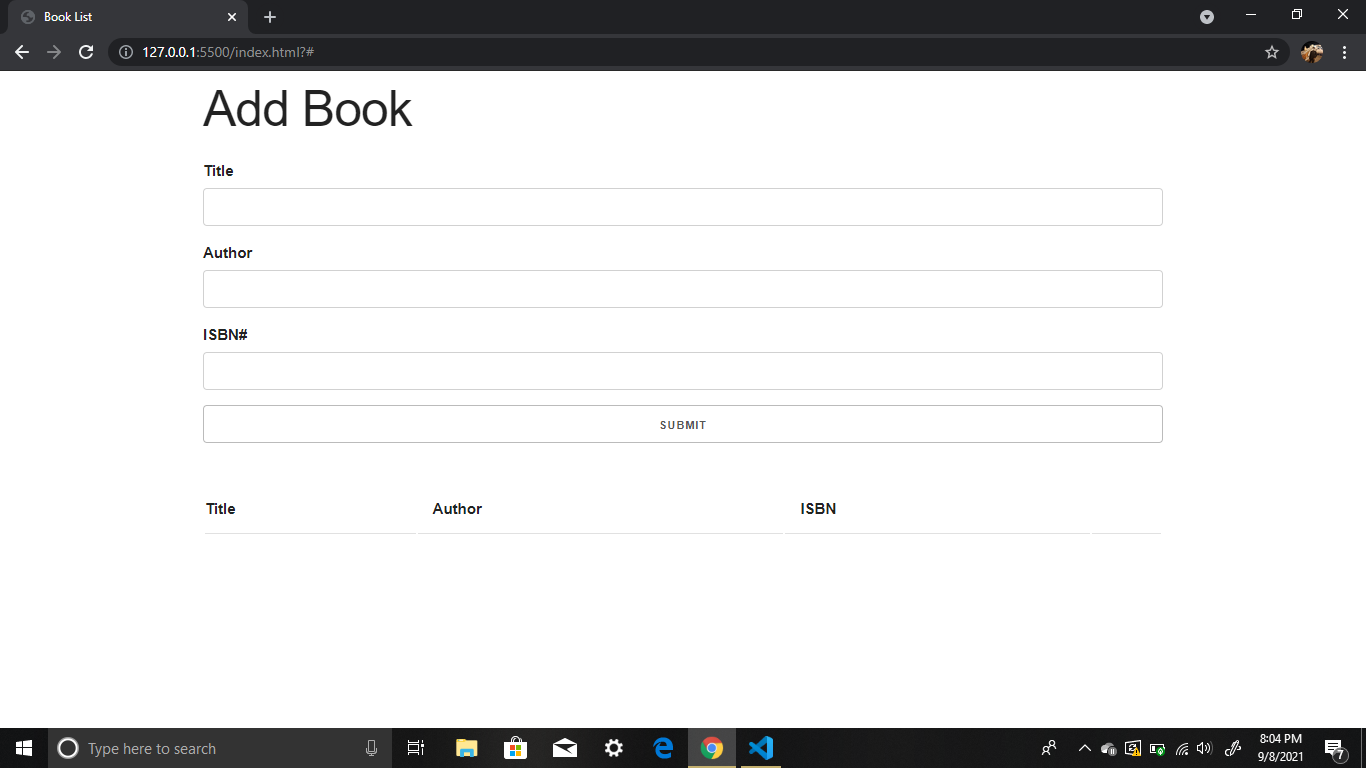 Book List
127.0.0.1:5500/index.html?#
Add Book
Title
Author
ISBN#
SUBMIT
Title Author ISBN
Type here to search
8:04 PM
9/8/2021
7